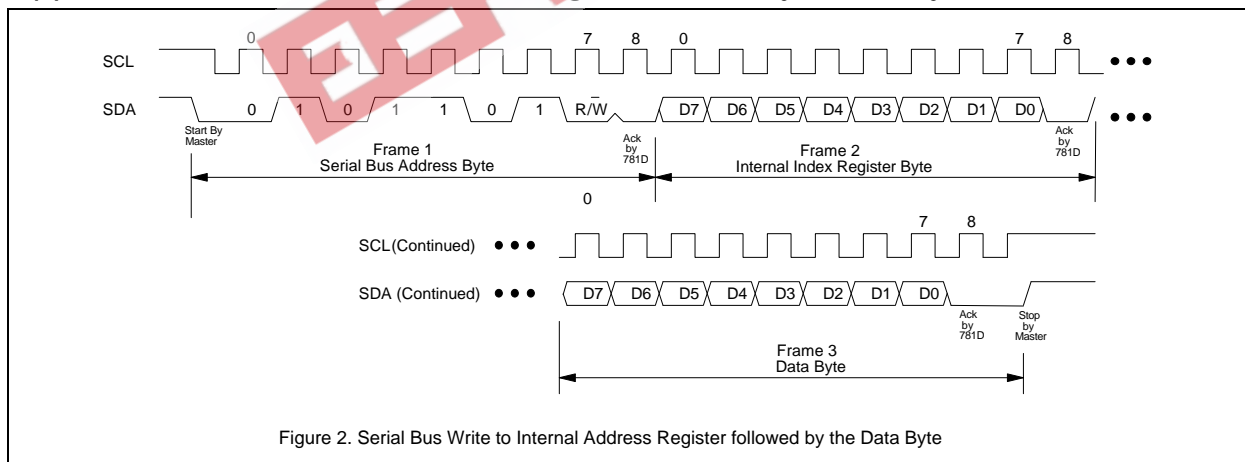 0 7 8 0 7 8
SCL
SDA 0 1 0 1 1 0 1 R/W D7 D6 D5 D4 D3 D2 D1 D0
Start By
Master
Ack
by
781D
Ack
by
781D
Frame 1
Serial Bus Address Byte
Frame 2
Internal Index Register Byte
0
7 8
SCL(Continued)
SDA (Continued) D7 D6 D5 D4 D3 D2 D1 D0
Ack
by
781D
Stop
by
Master
Frame 3
Data Byte
Figure 2. Serial Bus Write to Internal Address Register followed by the Data Byte